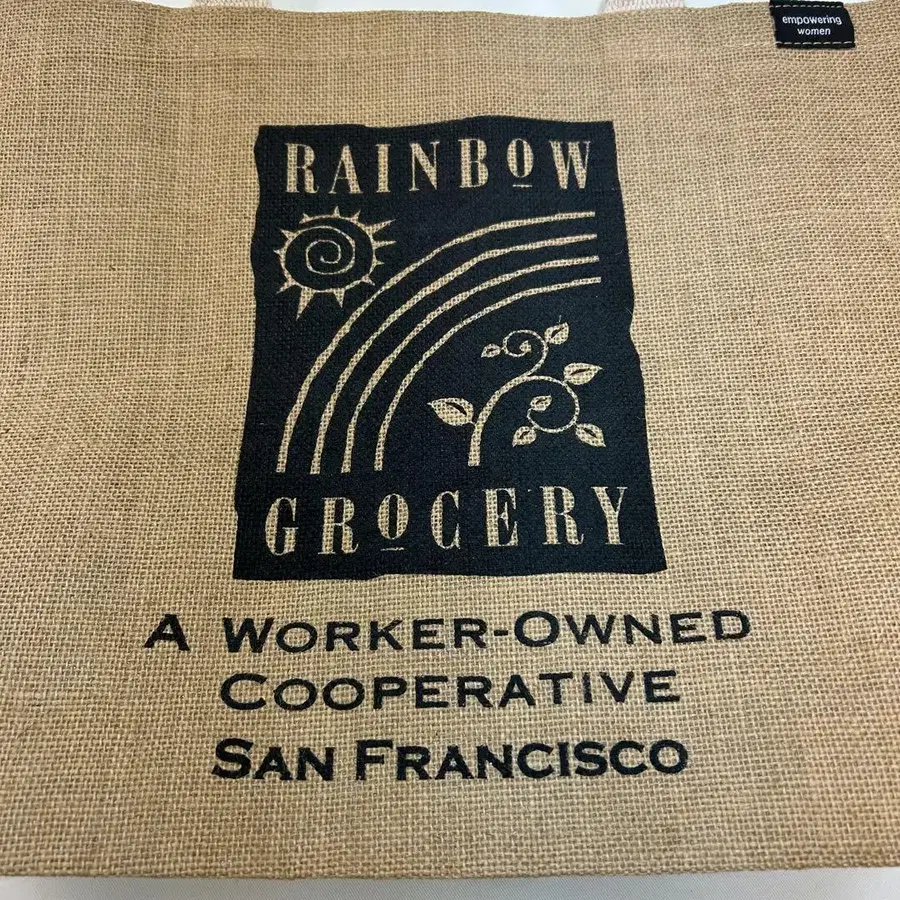 empowering
women
RAINBOW
GROCERY
A WORKER-OWNED
COOPERATIVE
SAN FRANCISCO